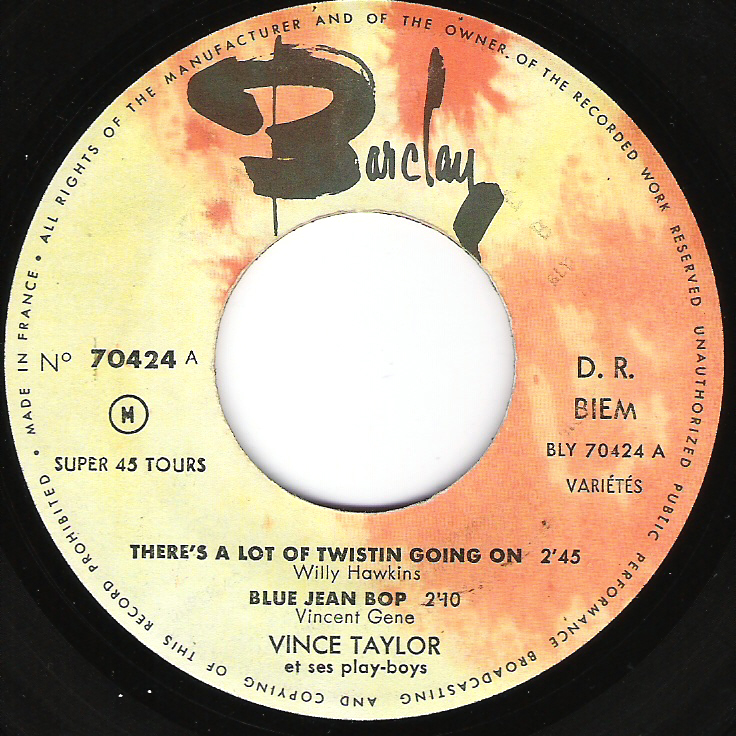 MADE IN FRANCE • ALL RIGHTS OF THE MANUFACTURER AND OF THE OWNER OF THE RECORDED WORK RESERVED UNAUTHORIZED PUBLIC PERFORMANCE BROADCASTING AND COPYING OF THIS RECORD PROHIBITED •
Barclay
Nº 70424 A
M
SUPER 45 TOURS
D. R.
BIEM
BLY 70424 A
VARIÉTÉS
THERE'S A LOT OF TWISTIN GOING ON 2'45
Willy Hawkins
BLUE JEAN BOP 2'10
Vincent Gene
VINCE TAYLOR
et ses play-boys